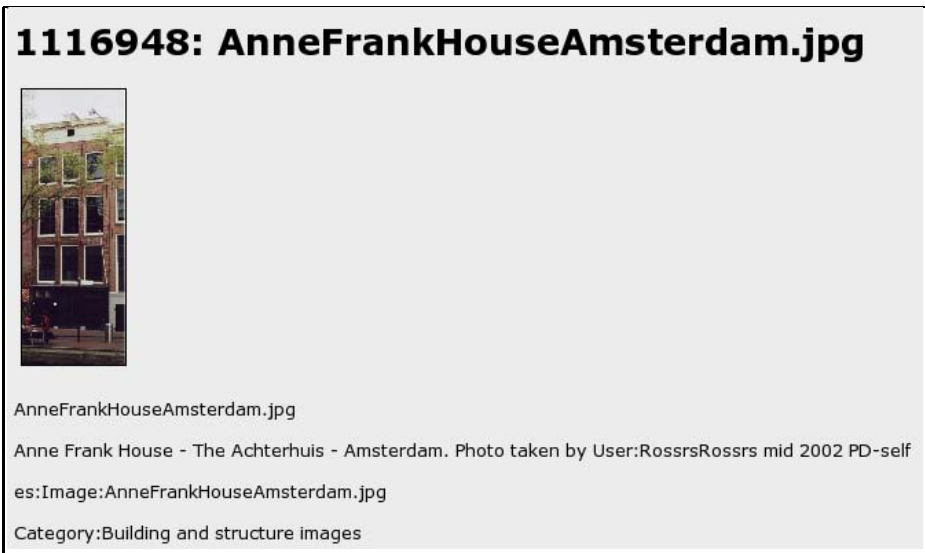 1116948: AnneFrankHouseAmsterdam.jpg
AnneFrankHouseAmsterdam.jpg
Anne Frank House - The Achterhuis - Amsterdam. Photo taken by User:RossrsRossrs mid 2002 PD-self
es:Image:AnneFrankHouseAmsterdam.jpg
Category:Building and structure images